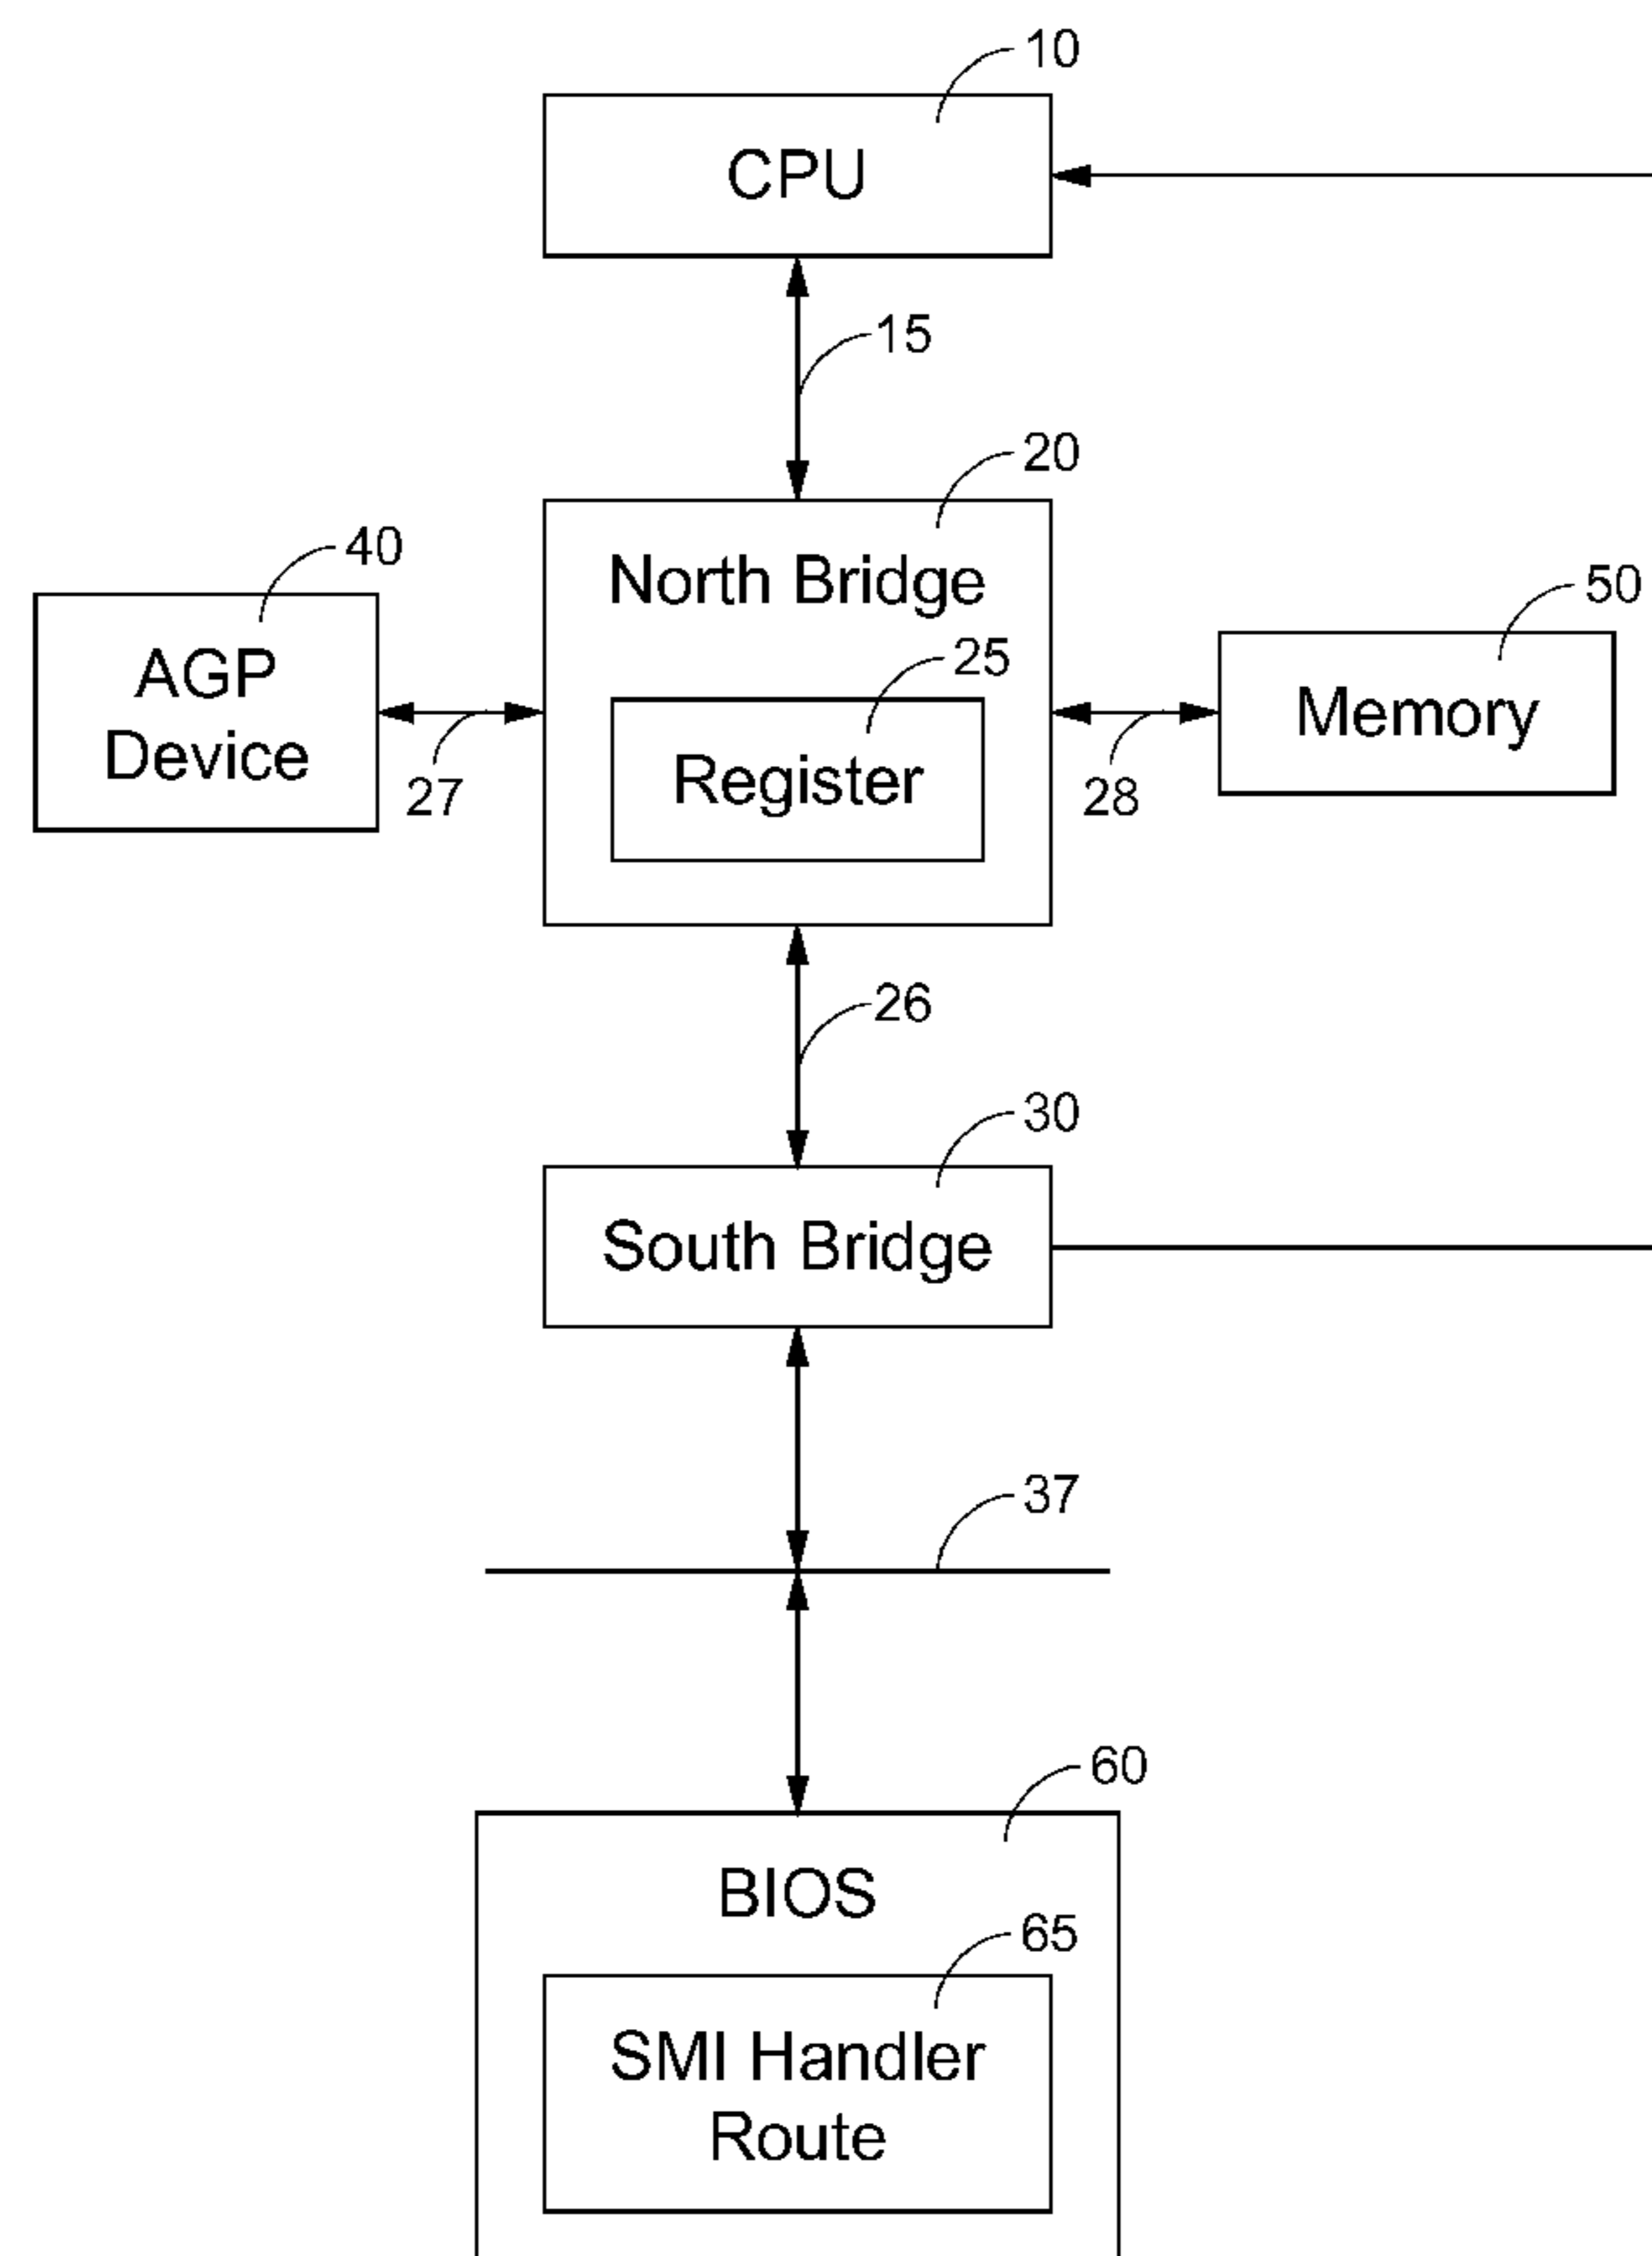 10
CPU
15
20
North Bridge
40
AGP
Device
50
Memory
25
Register
27
28
26
30
South Bridge
37
60
BIOS
65
SMI Handler
Route